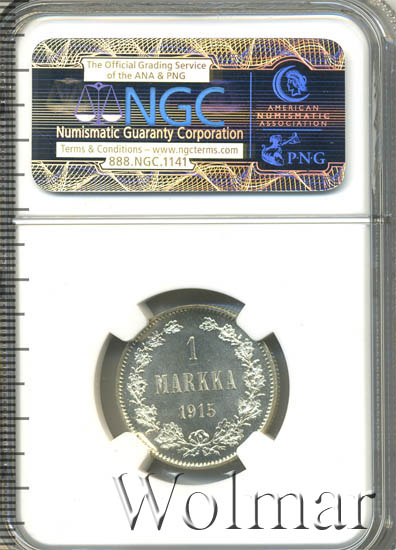 The Official Grading Service
of the ANA & PNG
NGC
Numismatic Guaranty Corporation
Terms & Conditions – www.ngcterms.com
888.NGC.1141
AMERICAN
NUMISMATIC
ASSOCIATION
PNG
1
MARKKA
1915
Wolmar